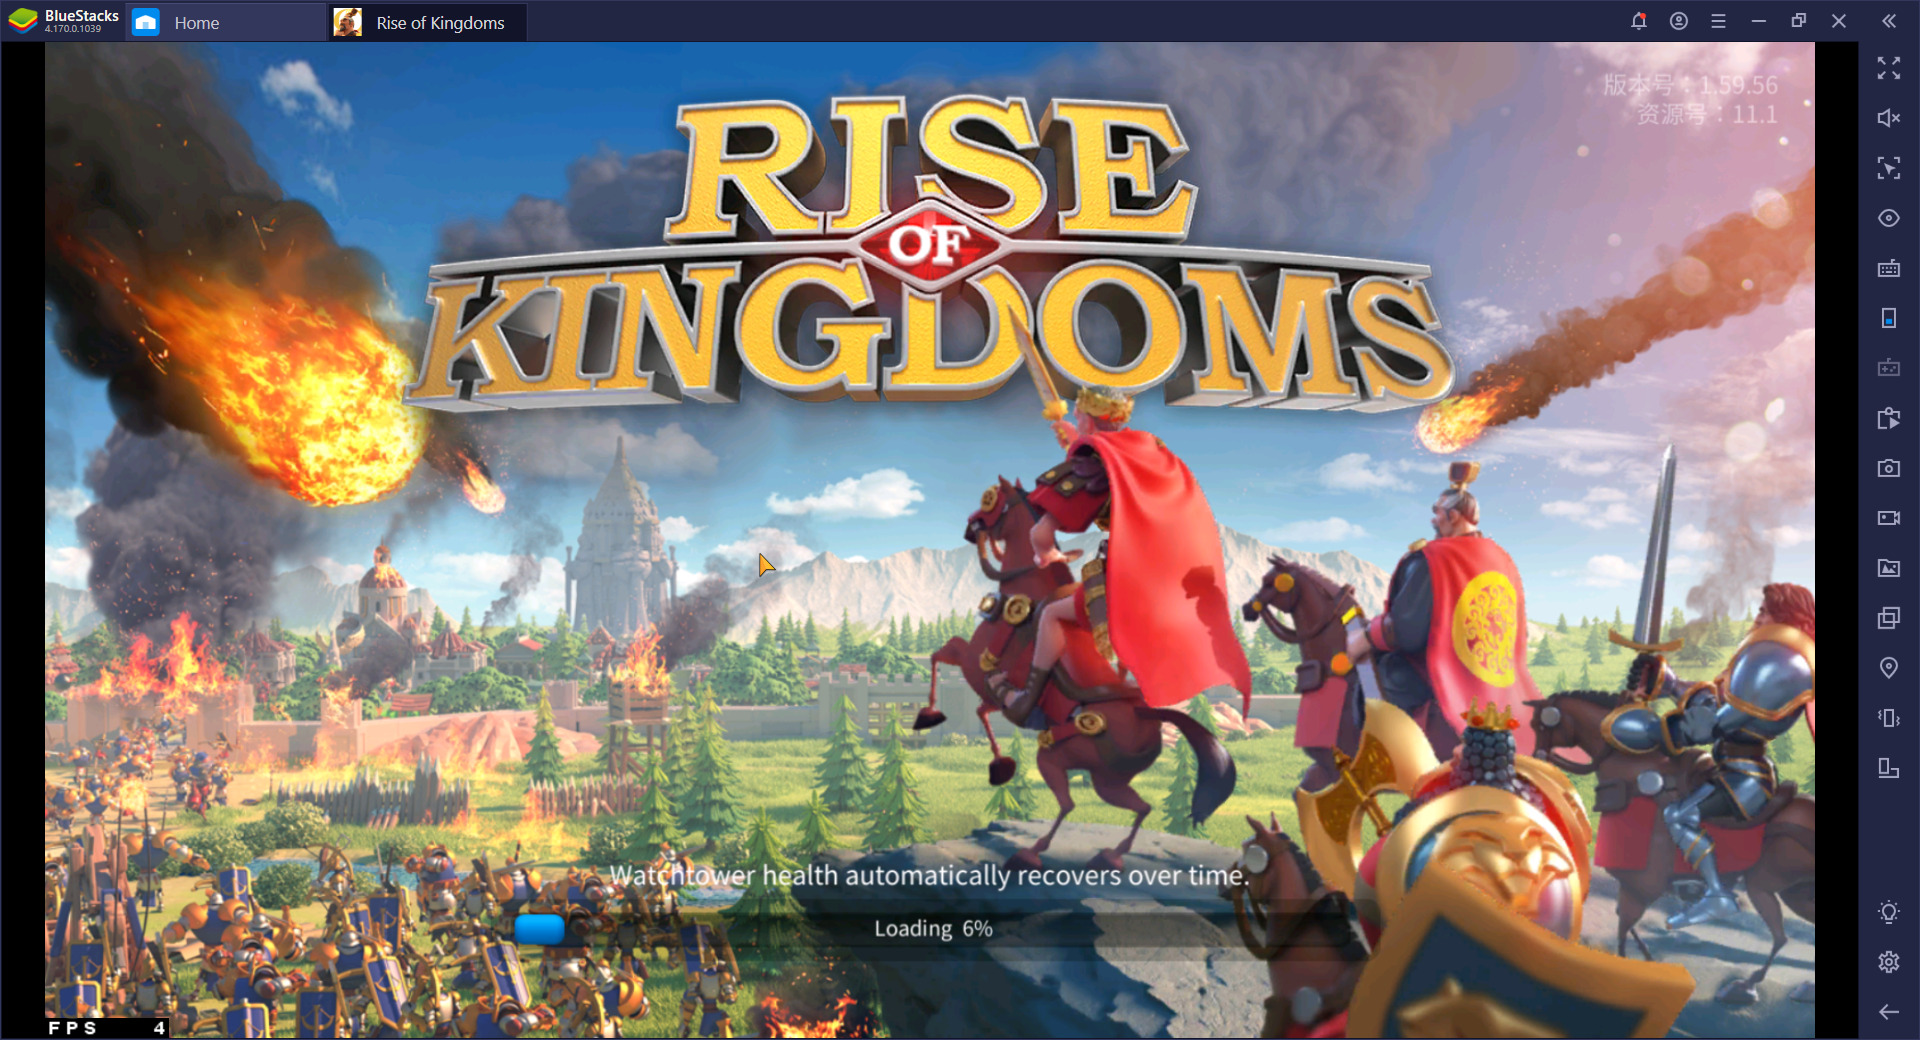 BlueStacks
4.170.0.1039
Home
Rise of Kingdoms
版本号：1.59.56
资源号：11.1
RISE
OF
KINGDOMS
Watchtower health automatically recovers over time.
Loading 6%
FPS 4